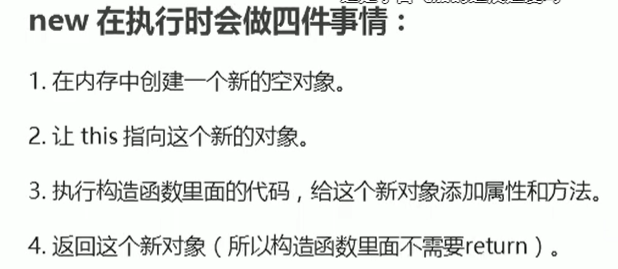 new 在执行时会做四件事情：
1. 在内存中创建一个新的空对象。
2. 让 this 指向这个新的对象。
3. 执行构造函数里面的代码，给这个新对象添加属性和方法。
4. 返回这个新对象（所以构造函数里面不需要return）。